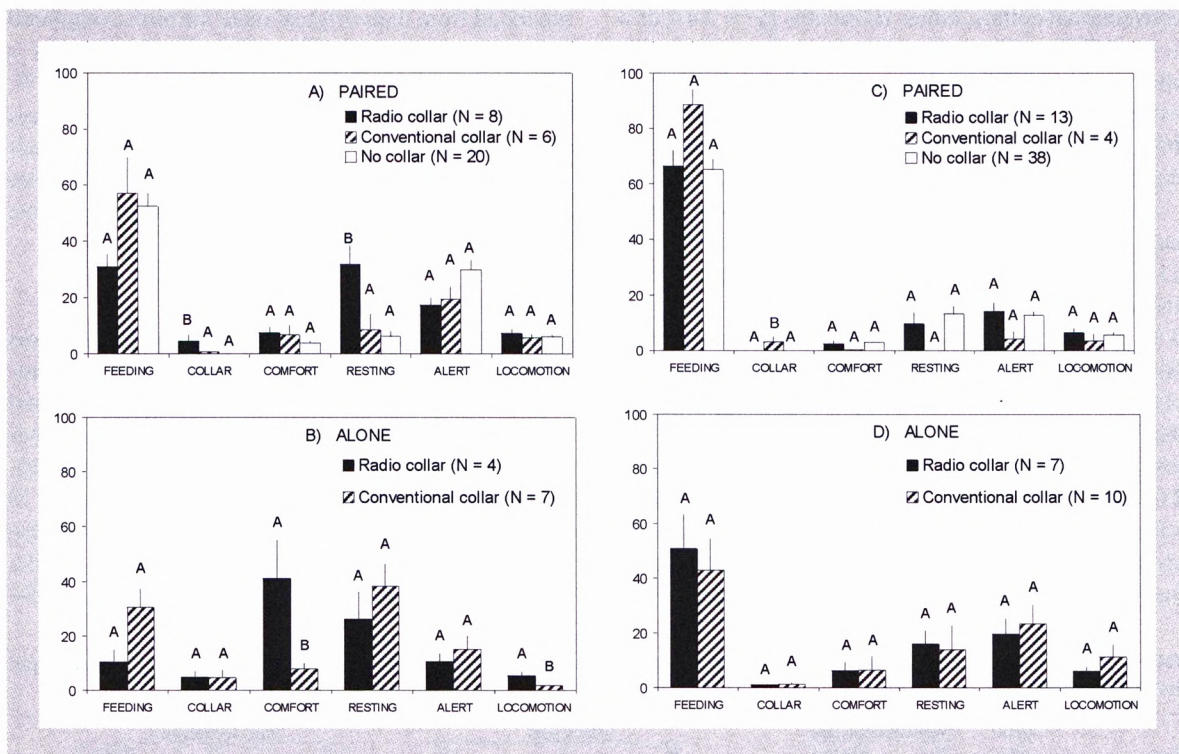 A) PAIRED
Radio collar (N = 8)
Conventional collar (N = 6)
No collar (N = 20)
100
80
60
40
20
0
A A A
B A A
A A A
B A A
A A A
A A A
FEEDING COLLAR COMFORT RESTING ALERT LOCOMOTION
B) ALONE
Radio collar (N = 4)
Conventional collar (N = 7)
100
80
60
40
20
0
A A
A A
A B
A A
A A
A B
FEEDING COLLAR COMFORT RESTING ALERT LOCOMOTION
C) PAIRED
Radio collar (N = 13)
Conventional collar (N = 4)
No collar (N = 38)
100
80
60
40
20
0
A A A
A B A
A A A
A A A
A A A
A A A
FEEDING COLLAR COMFORT RESTING ALERT LOCOMOTION
D) ALONE
Radio collar (N = 7)
Conventional collar (N = 10)
100
80
60
40
20
0
A A
A A
A A
A A
A A
A A
FEEDING COLLAR COMFORT RESTING ALERT LOCOMOTION